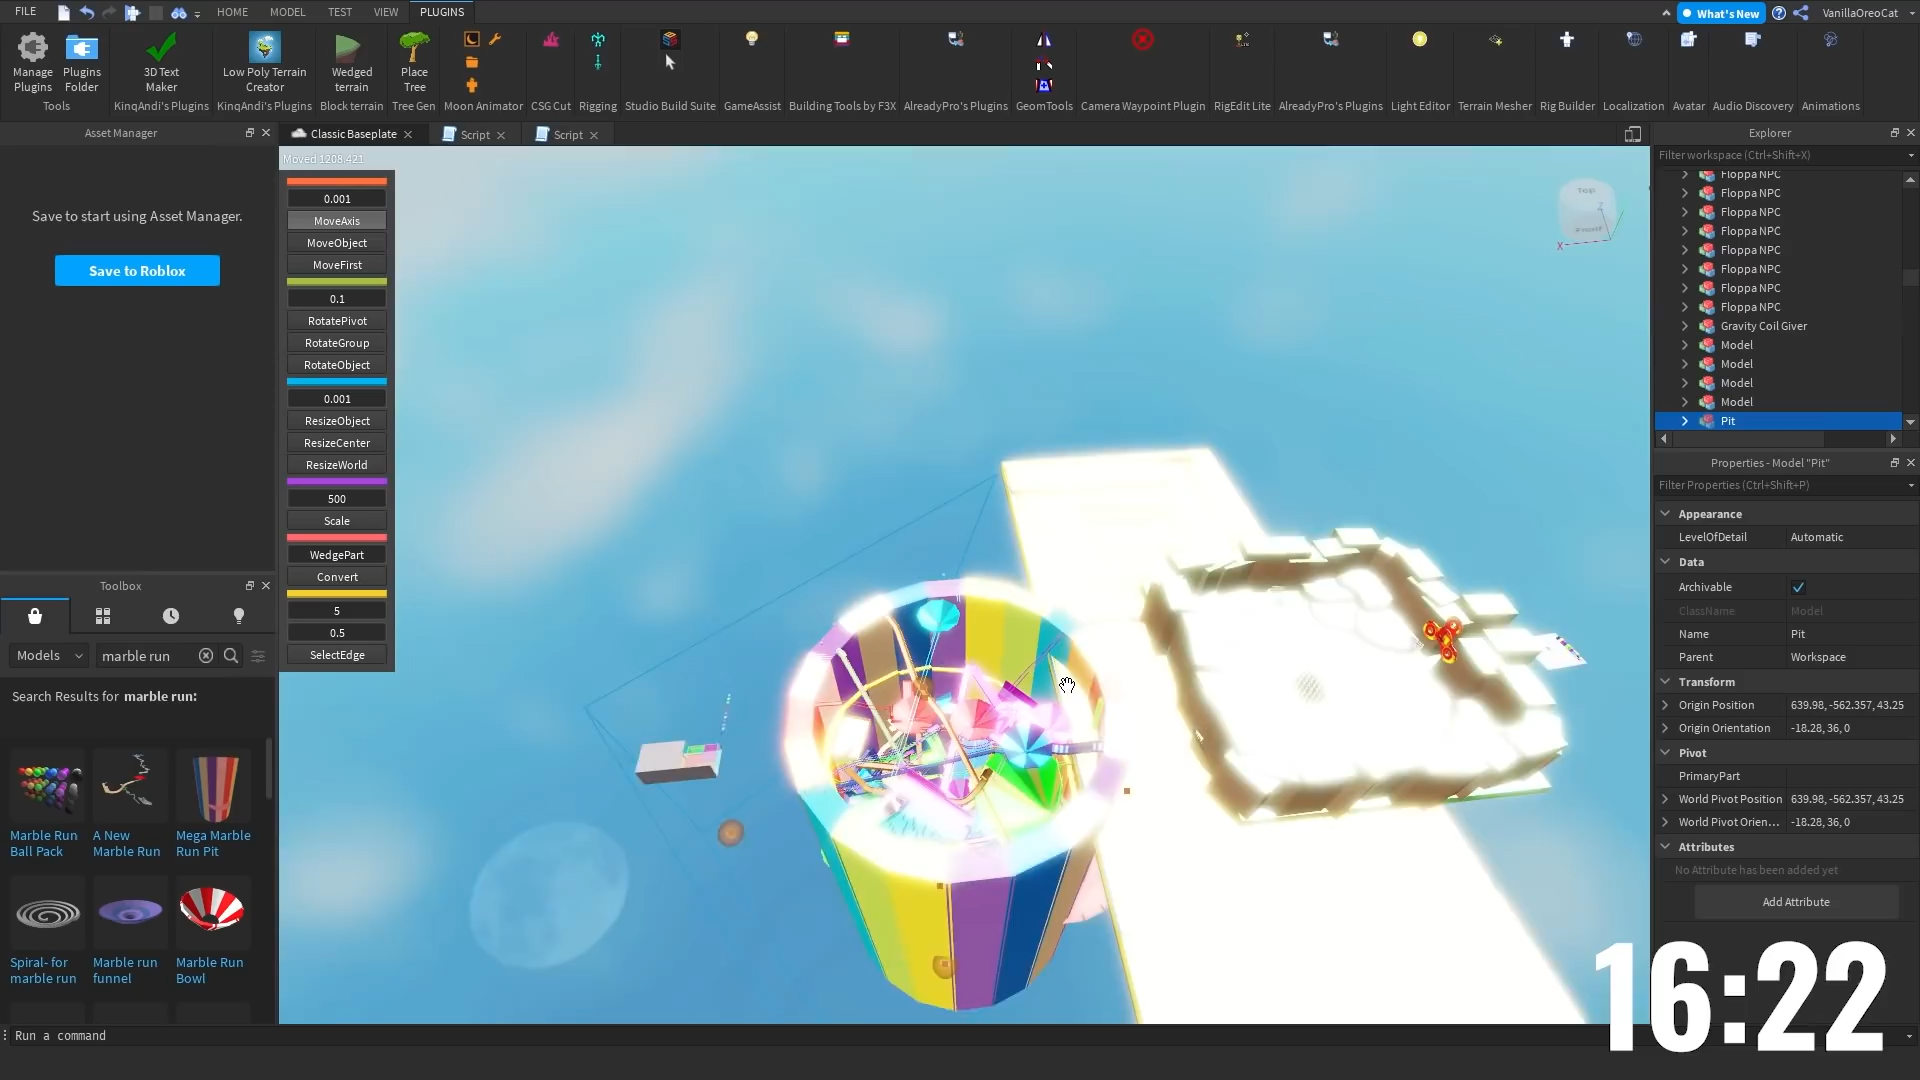 FILE HOME MODEL TEST VIEW PLUGINS What's New VanillaOreoCat
Manage Plugins Plugins Folder 3D Text Maker Low Poly Terrain Creator Wedged terrain Place Tree
Tools KinqAndi's Plugins KinqAndi's Plugins Block terrain Tree Gen Moon Animator CSG Cut Rigging Studio Build Suite GameAssist Building Tools by F3X AlreadyPro's Plugins GeomTools Camera Waypoint Plugin RigEdit Lite AlreadyPro's Plugins Light Editor Terrain Mesher Rig Builder Localization Avatar Audio Discovery Animations
Asset Manager
Save to start using Asset Manager.
Save to Roblox
Toolbox
Models marble run
Search Results for marble run:
Marble Run Ball Pack
A New Marble Run
Mega Marble Run Pit
Spiral- for marble run
Marble run funnel
Marble Run Bowl
Run a command
Classic Baseplate Script Script
Moved 1208.421
0.001
MoveAxis
MoveObject
MoveFirst
0.1
RotatePivot
RotateGroup
RotateObject
0.001
ResizeObject
ResizeCenter
ResizeWorld
500
Scale
WedgePart
Convert
5
0.5
SelectEdge
Top
Z
X
Explorer
Filter workspace (Ctrl+Shift+X)
Floppa NPC
Floppa NPC
Floppa NPC
Floppa NPC
Floppa NPC
Floppa NPC
Floppa NPC
Floppa NPC
Gravity Coil Giver
Model
Model
Model
Model
Pit
Properties - Model "Pit"
Filter Properties (Ctrl+Shift+P)
Appearance
LevelOfDetail Automatic
Data
Archivable
ClassName Model
Name Pit
Parent Workspace
Transform
Origin Position 639.98, -562.357, 43.25
Origin Orientation -18.28, 36, 0
Pivot
PrimaryPart
World Pivot Position 639.98, -562.357, 43.25
World Pivot Orien... -18.28, 36, 0
Attributes
No Attribute has been added yet
Add Attribute
16:22